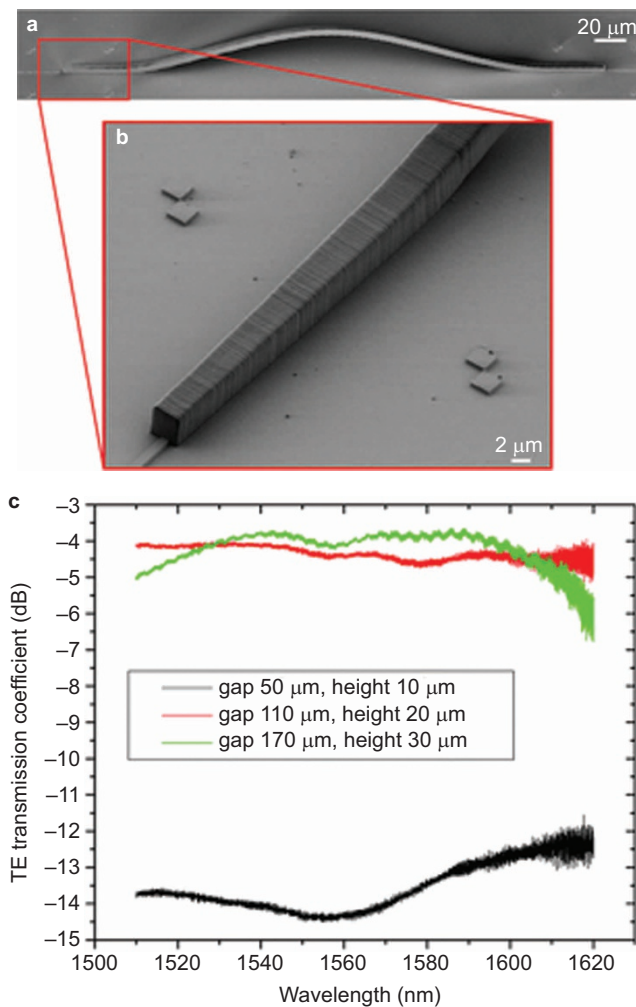 a
20 μm
b
2 μm
c
–3
–4
–5
–6
–7
–8
–9
–10
–11
–12
–13
–14
–15
TE transmission coefficient (dB)
gap 50 μm, height 10 μm
gap 110 μm, height 20 μm
gap 170 μm, height 30 μm
1500 1520 1540 1560 1580 1600 1620
Wavelength (nm)